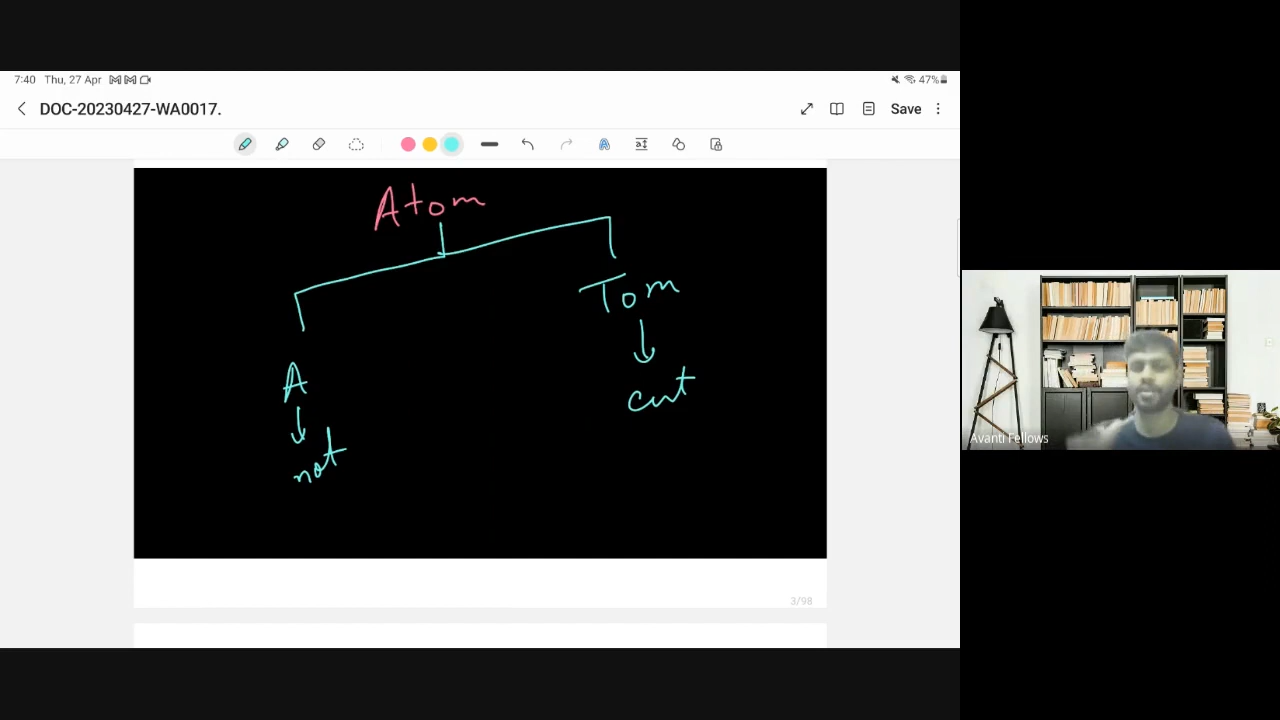 7:40 Thu, 27 Apr
47%
DOC-20230427-WA0017.
Save
Atom
Tom
A
cut
not
Avanti Fellows
3/98